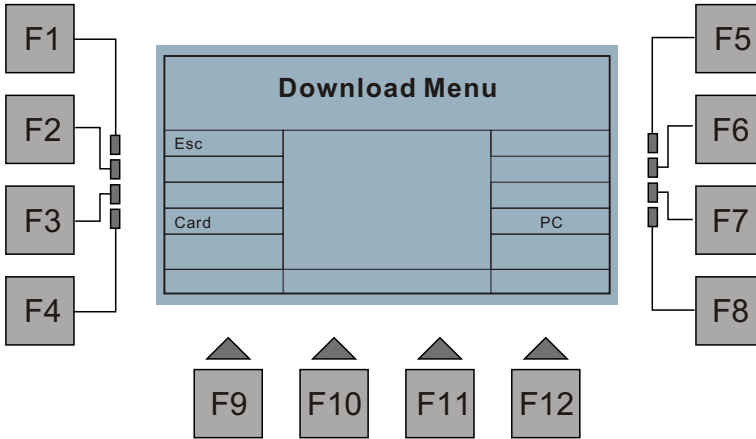 F1
F5
Download Menu
F2
F6
Esc
F3
F7
Card
PC
F4
F8
F9
F10
F11
F12